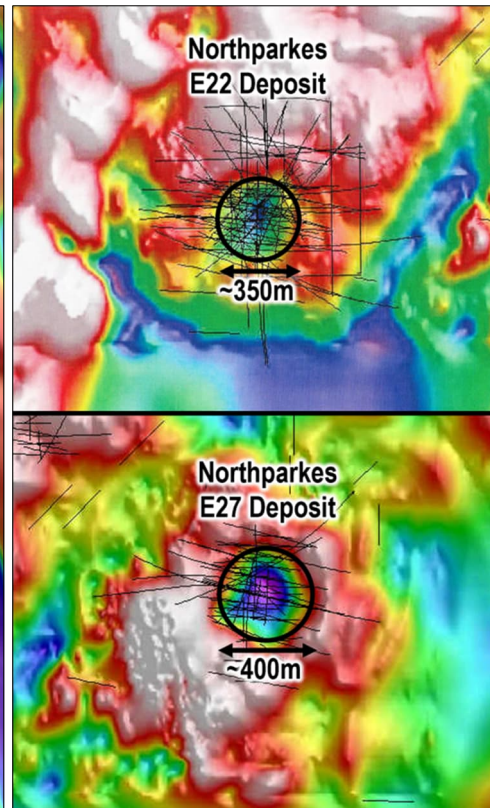 Northparkes
E22 Deposit
~350m
Northparkes
E27 Deposit
~400m